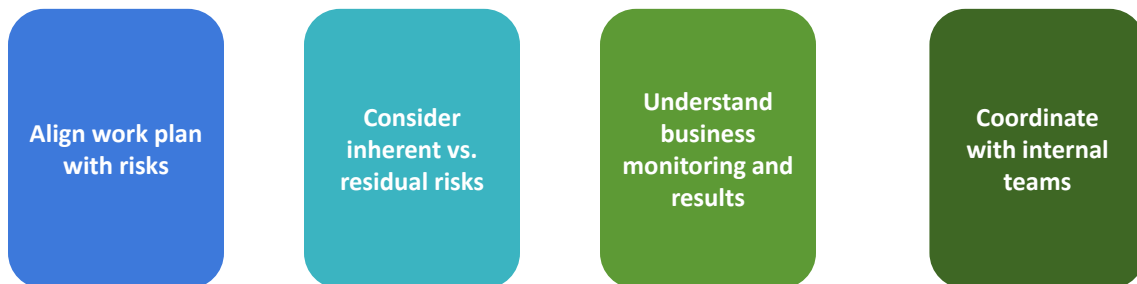 Align work plan
with risks
Consider
inherent vs.
residual risks
Understand
business
monitoring and
results
Coordinate
with internal
teams